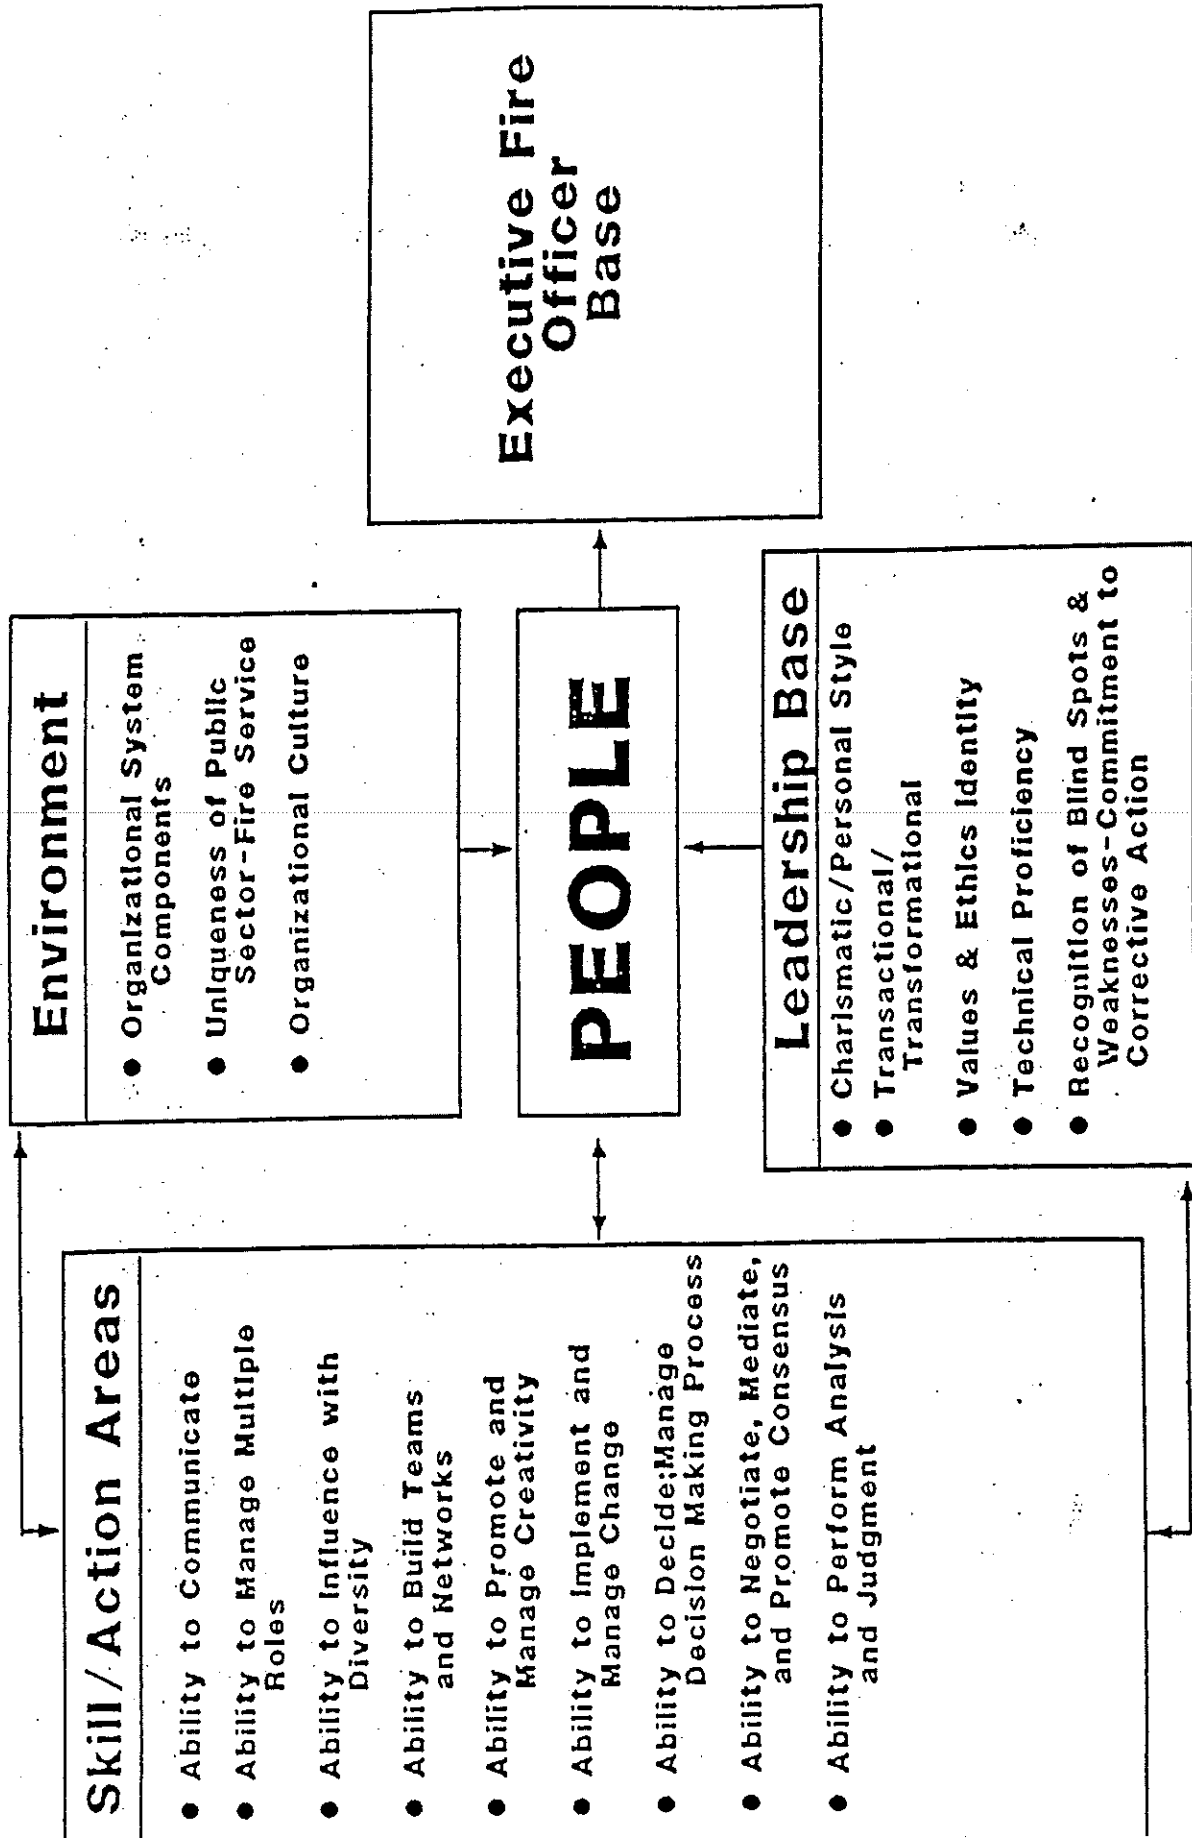 Skill/Action Areas
● Ability to Communicate
● Ability to Manage Multiple
Roles
● Ability to Influence with
Diversity
● Ability to Build Teams
and Networks
● Ability to Promote and
Manage Creativity
● Ability to Implement and
Manage Change
● Ability to Decide;Manage
Decision Making Process
● Ability to Negotiate, Mediate,
and Promote Consensus
● Ability to Perform Analysis
and Judgment
Environment
● Organizational System
Components
● Uniqueness of Public
Sector-Fire Service
● Organizational Culture
PEOPLE
Leadership Base
● Charismatic/Personal Style
● Transactional/
Transformational
● Values & Ethics Identity
● Technical Proficiency
● Recognition of Blind Spots &
Weaknesses-Commitment to
Corrective Action
Executive Fire
Officer
Base